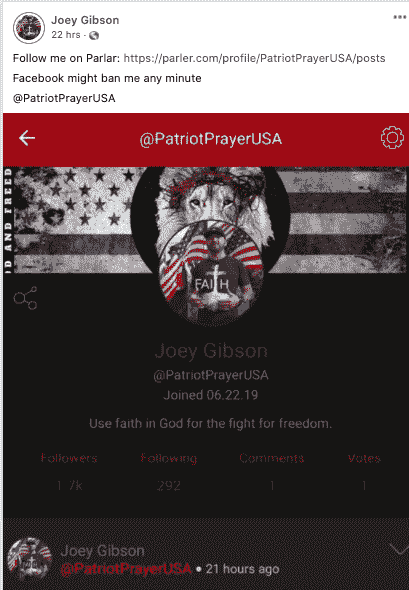 Joey Gibson
22 hrs ·
Follow me on Parlar: https://parler.com/profile/PatriotPrayerUSA/posts
Facebook might ban me any minute
@PatriotPrayerUSA
@PatriotPrayerUSA
D AND FREED
FAITH
Joey Gibson
@PatriotPrayerUSA
Joined 06.22.19
Use faith in God for the fight for freedom.
Followers Following Comments Votes
1.7k 292 1 1
Joey Gibson
@PatriotPrayerUSA • 21 hours ago